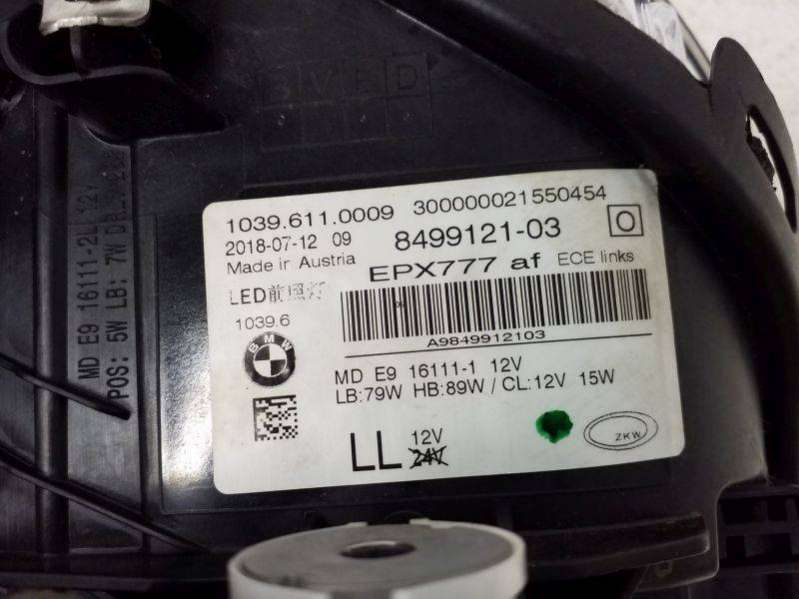 1039.611.0009 300000021550454
2018-07-12 09 8499121-03 O
Made in Austria EPX777 af ECE links
LED前照灯
1039.6
A9849912103
BMW
MD E9 16111-1 12V
LB:79W HB:89W / CL:12V 15W
LL 12V
24V
ZKW
MD E9 16111-2L 12V
POS: 5W LB: 7W